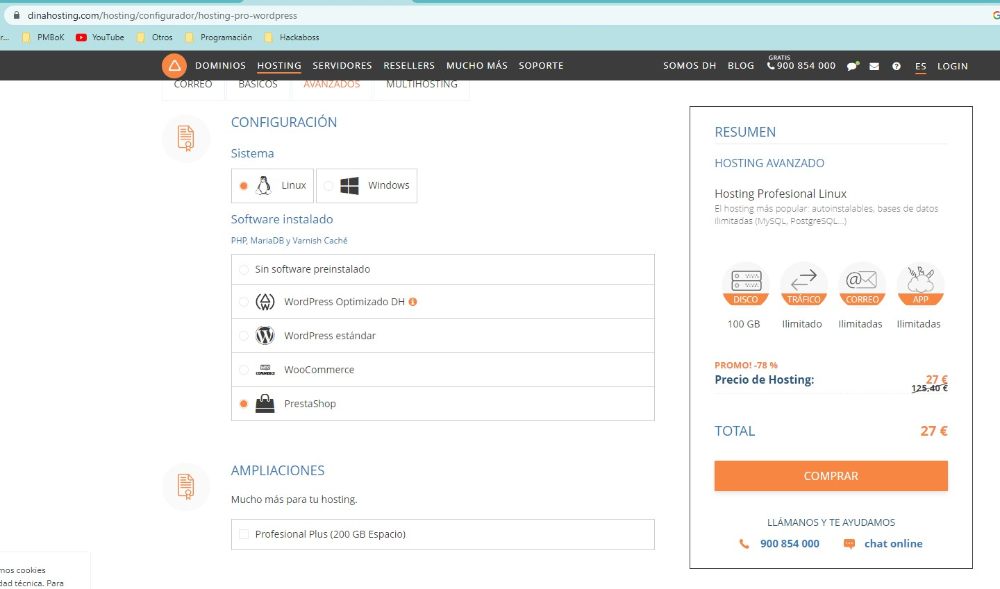 dinahosting.com/hosting/configurador/hosting-pro-wordpress
r... PMBoK YouTube Otros Programación Hackaboss
DOMINIOS HOSTING SERVIDORES RESELLERS MUCHO MÁS SOPORTE SOMOS DH BLOG GRATIS 900 854 000 ES LOGIN
CORREO BÁSICOS AVANZADOS MULTIHOSTING
CONFIGURACIÓN
Sistema
Linux Windows
Software instalado
PHP, MariaDB y Varnish Caché
Sin software preinstalado
WordPress Optimizado DH
WordPress estándar
WOO COMMERCE WooCommerce
PrestaShop
AMPLIACIONES
Mucho más para tu hosting.
Profesional Plus (200 GB Espacio)
mos cookies
dad técnica. Para
RESUMEN
HOSTING AVANZADO
Hosting Profesional Linux
El hosting más popular: autoinstalables, bases de datos
ilimitadas (MySQL, PostgreSQL...)
DISCO TRÁFICO CORREO APP
100 GB Ilimitado Ilimitadas Ilimitadas
PROMO! -78 %
Precio de Hosting: 27 €
125,40 €
TOTAL 27 €
COMPRAR
LLÁMANOS Y TE AYUDAMOS
900 854 000 chat online